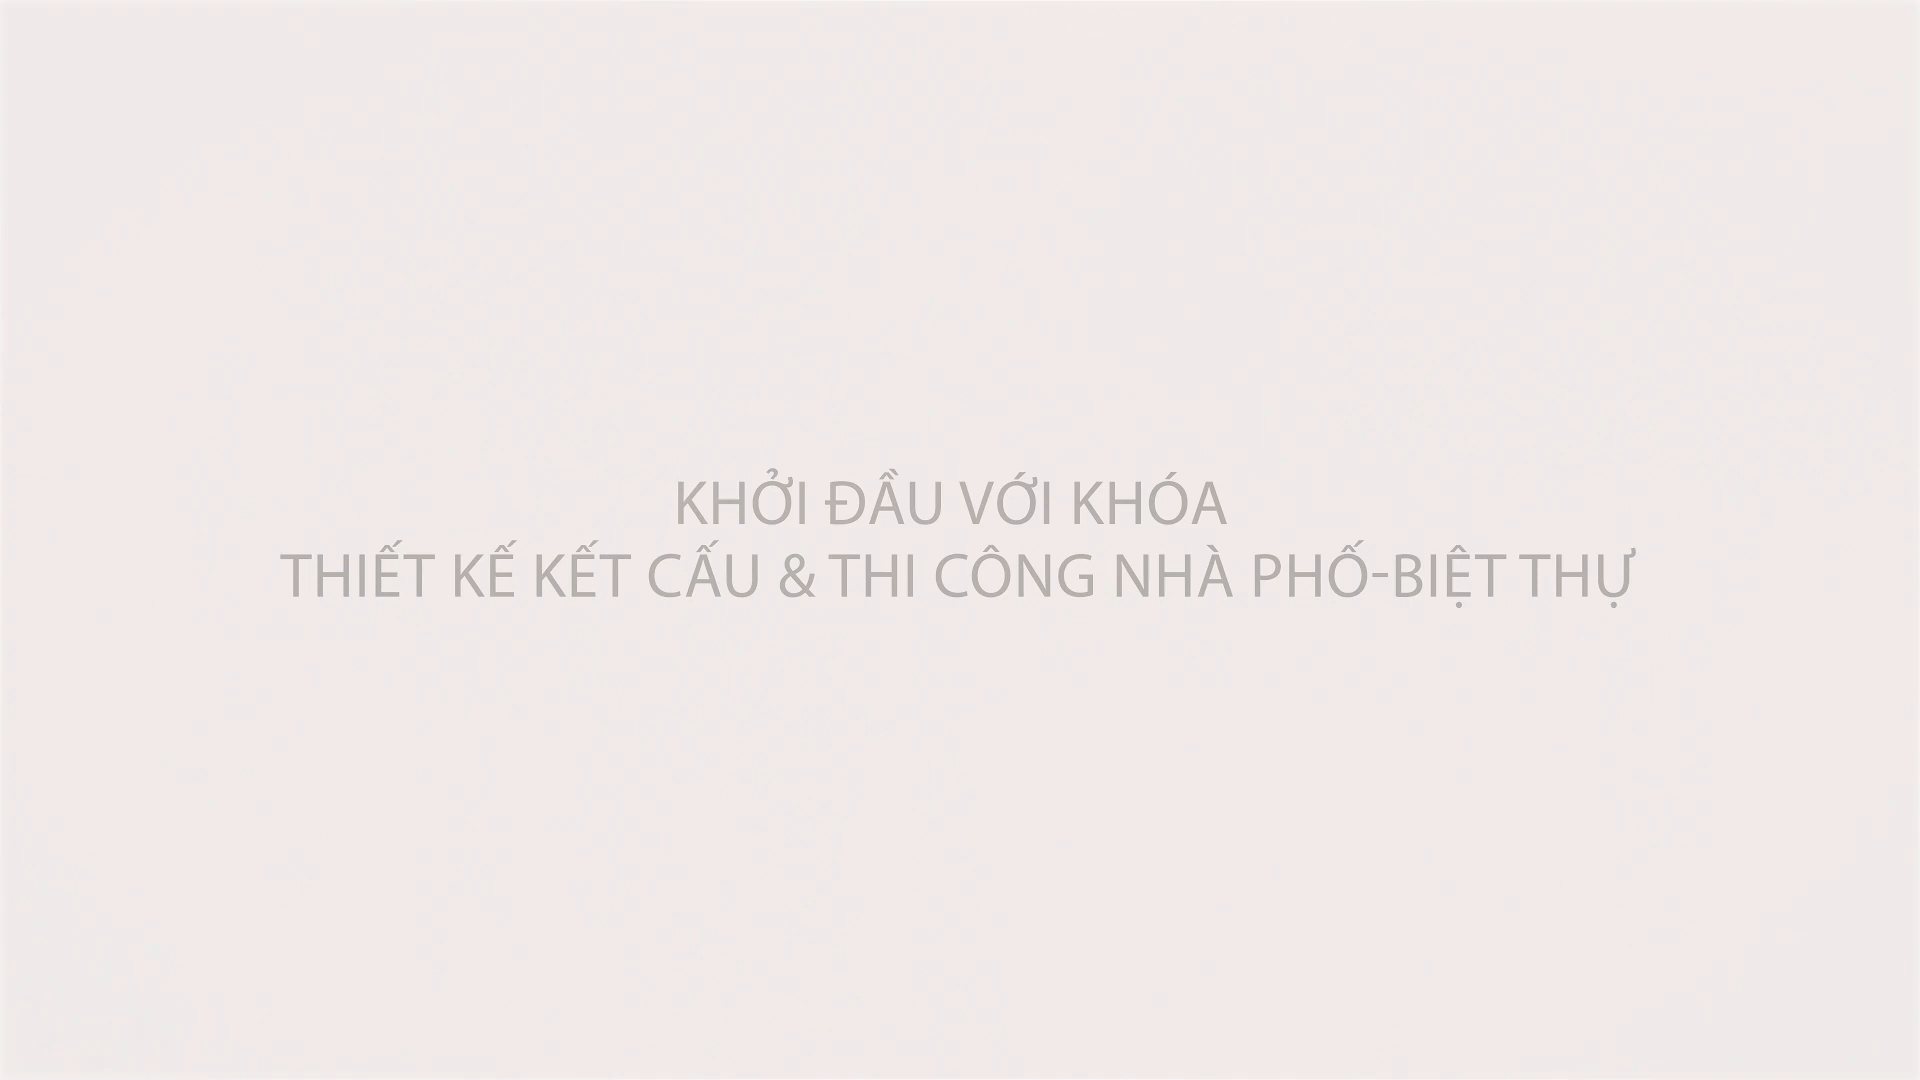 KHỞI ĐẦU VỚI KHÓA
THIẾT KẾ KẾT CẤU & THI CÔNG NHÀ PHỐ-BIỆT THỰ